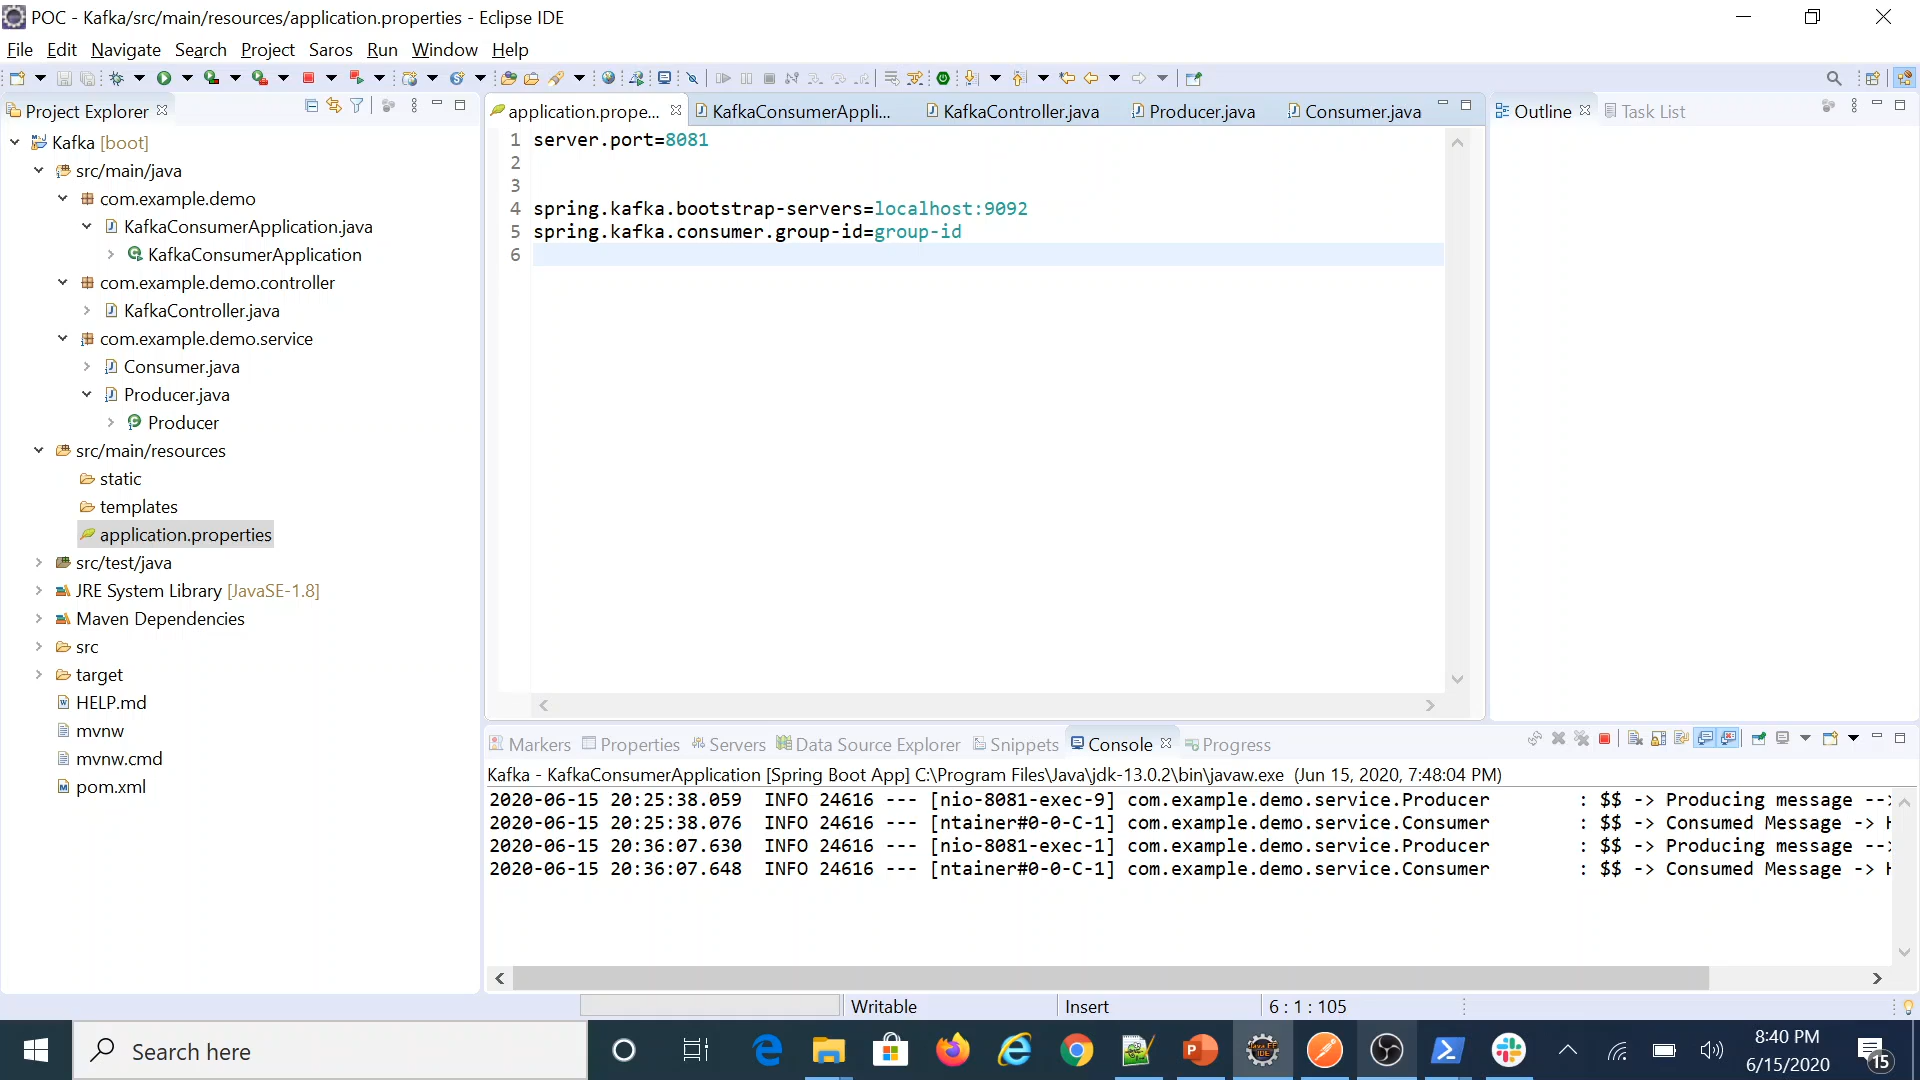 POC - Kafka/src/main/resources/application.properties - Eclipse IDE
File Edit Navigate Search Project Saros Run Window Help
Project Explorer
Kafka [boot]
src/main/java
com.example.demo
KafkaConsumerApplication.java
KafkaConsumerApplication
com.example.demo.controller
KafkaController.java
com.example.demo.service
Consumer.java
Producer.java
Producer
src/main/resources
static
templates
application.properties
src/test/java
JRE System Library [JavaSE-1.8]
Maven Dependencies
src
target
HELP.md
mvnw
mvnw.cmd
pom.xml
application.prope... KafkaConsumerAppli... KafkaController.java Producer.java Consumer.java
1 server.port=8081
2
3
4 spring.kafka.bootstrap-servers=localhost:9092
5 spring.kafka.consumer.group-id=group-id
6
Outline Task List
Markers Properties Servers Data Source Explorer Snippets Console Progress
Kafka - KafkaConsumerApplication [Spring Boot App] C:\Program Files\Java\jdk-13.0.2\bin\javaw.exe (Jun 15, 2020, 7:48:04 PM)
2020-06-15 20:25:38.059 INFO 24616 --- [nio-8081-exec-9] com.example.demo.service.Producer : $$ -> Producing message --
2020-06-15 20:25:38.076 INFO 24616 --- [ntainer#0-0-C-1] com.example.demo.service.Consumer : $$ -> Consumed Message ->
2020-06-15 20:36:07.630 INFO 24616 --- [nio-8081-exec-1] com.example.demo.service.Producer : $$ -> Producing message --
2020-06-15 20:36:07.648 INFO 24616 --- [ntainer#0-0-C-1] com.example.demo.service.Consumer : $$ -> Consumed Message ->
Writable Insert 6 : 1 : 105
Search here
8:40 PM
6/15/2020
15